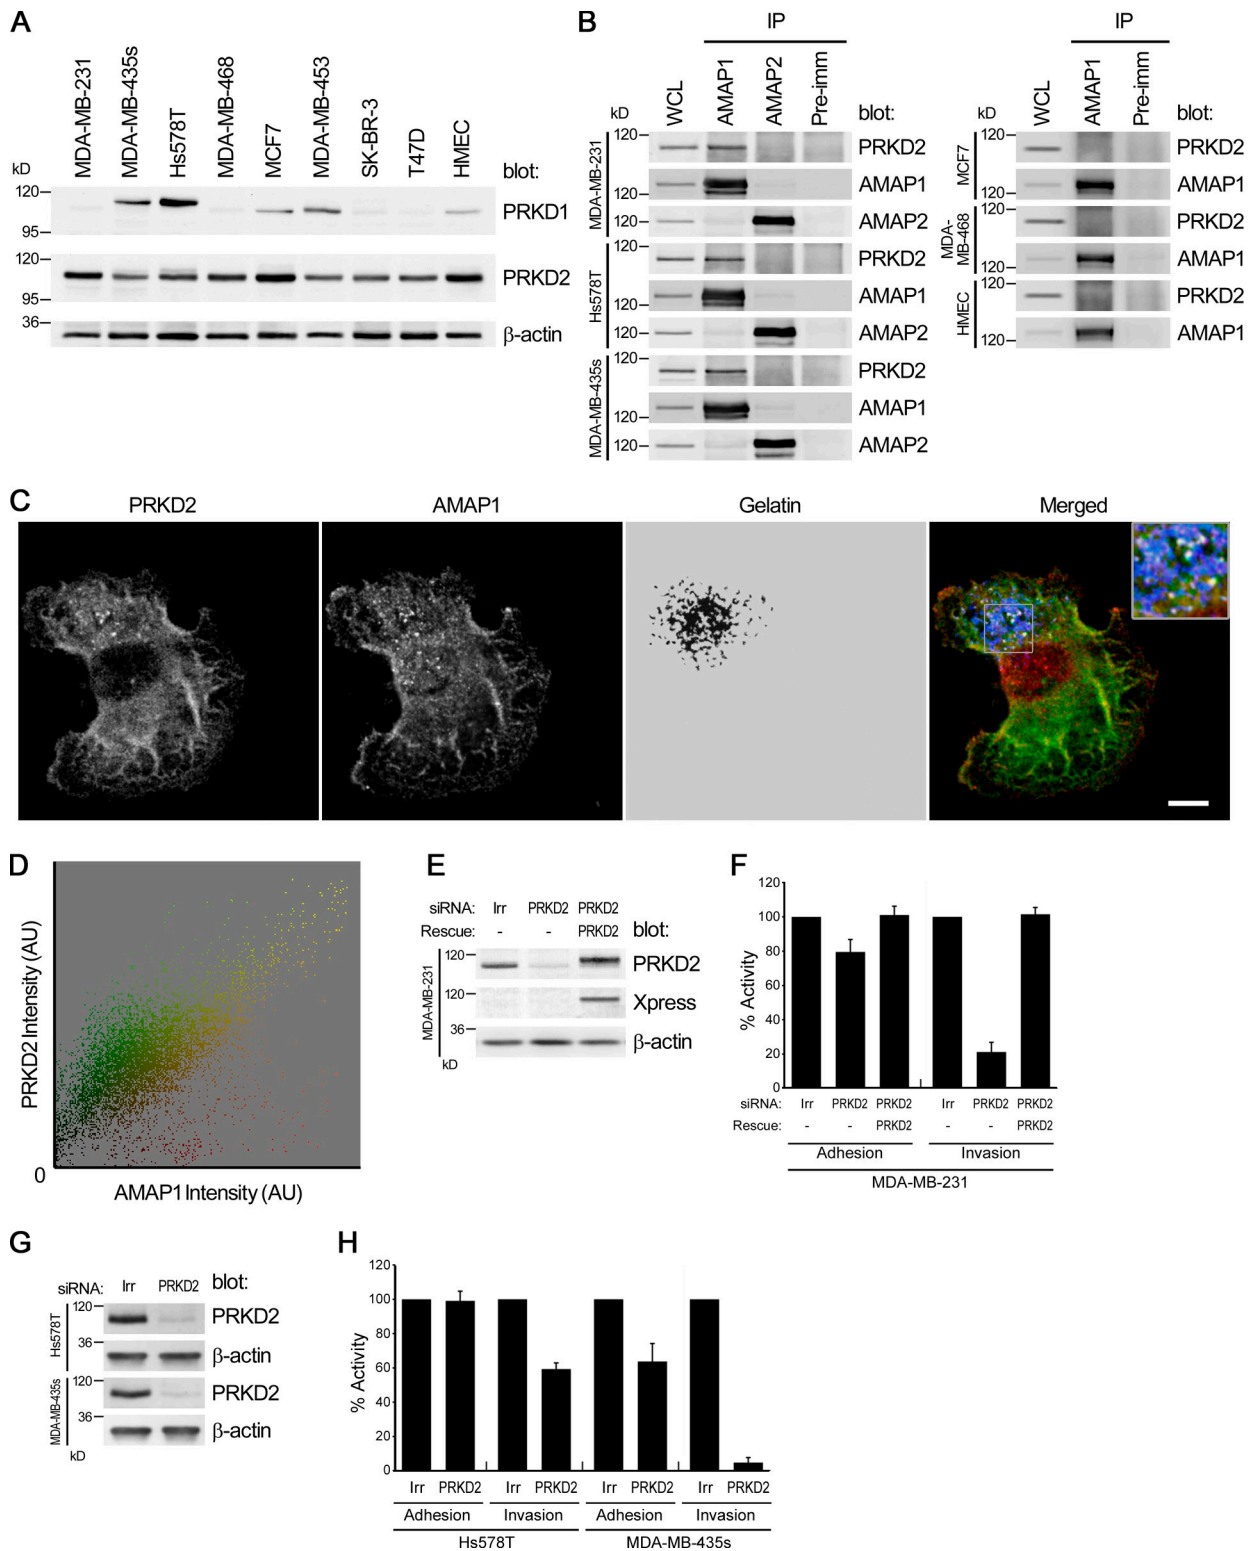 A
MDA-MB-231
MDA-MB-435s
Hs578T
MDA-MB-468
MCF7
MDA-MB-453
SK-BR-3
T47D
HMEC
kD
blot:
120
95
PRKD1
120
95
PRKD2
36
β-actin
B
IP
kD
WCL
AMAP1
AMAP2
Pre-imm
blot:
MDA-MB-231
120
PRKD2
120
AMAP1
120
AMAP2
Hs578T
120
PRKD2
120
AMAP1
120
AMAP2
MDA-MB-435s
120
PRKD2
120
AMAP1
120
AMAP2
IP
kD
WCL
AMAP1
Pre-imm
blot:
MCF7
120
PRKD2
120
AMAP1
MDA-
MB-468
120
PRKD2
120
AMAP1
HMEC
120
PRKD2
120
AMAP1
C
PRKD2
AMAP1
Gelatin
Merged
D
PRKD2 Intensity (AU)
0
AMAP1 Intensity (AU)
E
siRNA: Irr PRKD2 PRKD2
Rescue: - - PRKD2 blot:
MDA-MB-231
120
PRKD2
120
Xpress
36
β-actin
kD
F
% Activity
120
100
80
60
40
20
0
siRNA: Irr PRKD2 PRKD2 Irr PRKD2 PRKD2
Rescue: - - PRKD2 - - PRKD2
Adhesion Invasion
MDA-MB-231
G
siRNA: Irr PRKD2 blot:
Hs578T
120
PRKD2
36
β-actin
MDA-MB-435s
120
PRKD2
36
β-actin
kD
H
% Activity
120
100
80
60
40
20
0
Irr PRKD2 Irr PRKD2 Irr PRKD2 Irr PRKD2
Adhesion Invasion Adhesion Invasion
Hs578T MDA-MB-435s